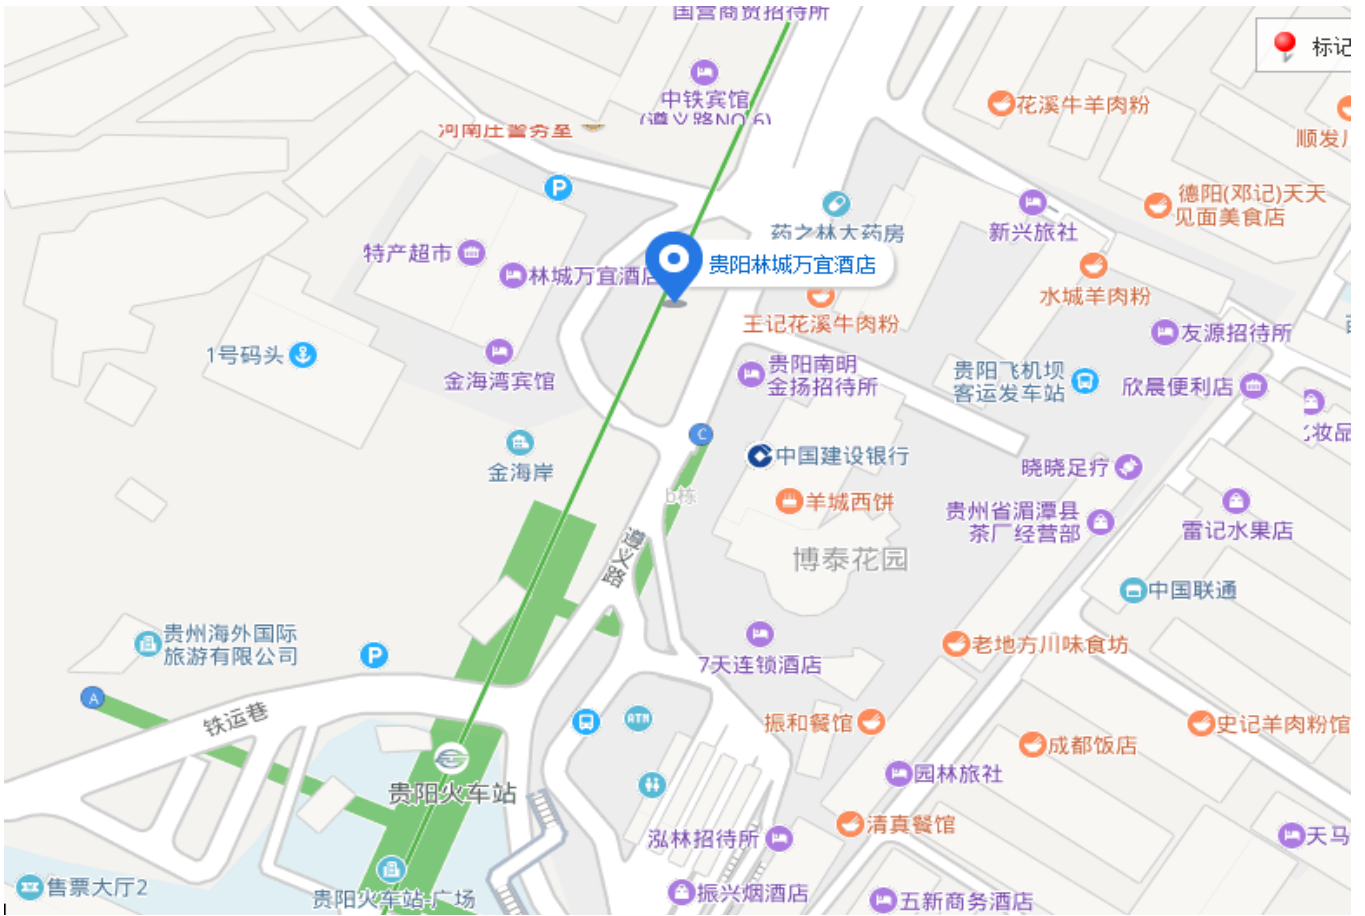 国营商贸招待所
标记
中铁宾馆
(遵义路NO.6)
花溪牛羊肉粉
河南庄警务室
P
德阳(邓记)天天
见面美食店
药之林大药房
新兴旅社
特产超市
林城万宜酒店
贵阳林城万宜酒店
水城羊肉粉
王记花溪牛肉粉
友源招待所
1号码头
金海湾宾馆
贵阳南明
金扬招待所
贵阳飞机坝
客运发车站
欣晨便利店
妆品
C
中国建设银行
金海岸
晓晓足疗
b栋
羊城西饼
贵州省湄潭县
茶厂经营部
雷记水果店
遵义路
博泰花园
中国联通
贵州海外国际
旅游有限公司
P
7天连锁酒店
老地方川味食坊
A
铁运巷
ATM
振和餐馆
史记羊肉粉馆
成都饭店
园林旅社
贵阳火车站
清真餐馆
泓林招待所
天马
售票大厅2
贵阳火车站-广场
振兴烟酒店
五新商务酒店